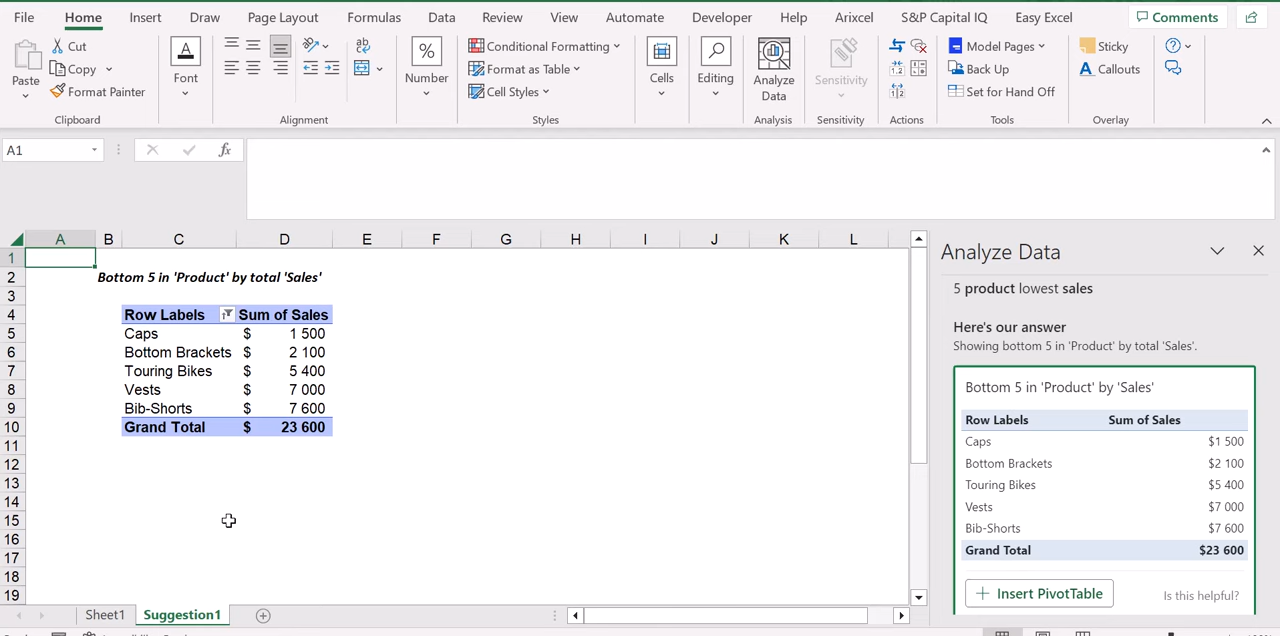 File Home Insert Draw Page Layout Formulas Data Review View Automate Developer Help Arixcel S&P Capital IQ Easy Excel Comments
Paste Cut Copy Format Painter Clipboard
Font
ab Alignment
% Number
Conditional Formatting
Format as Table
Cell Styles
Styles
Cells
Editing
Analyze Data
Analysis
Sensitivity
Sensitivity
Actions
Model Pages
Back Up
Set for Hand Off
Tools
Sticky
A Callouts
Overlay
A1 fx
A B C D E F G H J K L
1
2 Bottom 5 in 'Product' by total 'Sales'
3
4 Row Labels Sum of Sales
5 Caps $ 1 500
6 Bottom Brackets $ 2 100
7 Touring Bikes $ 5 400
8 Vests $ 7 000
9 Bib-Shorts $ 7 600
10 Grand Total $ 23 600
11
12
13
14
15
16
17
18
19
Sheet1 Suggestion1
Analyze Data
5 product lowest sales
Here's our answer
Showing bottom 5 in 'Product' by total 'Sales'.
Bottom 5 in 'Product' by 'Sales'
Row Labels Sum of Sales
Caps $1 500
Bottom Brackets $2 100
Touring Bikes $5 400
Vests $7 000
Bib-Shorts $7 600
Grand Total $23 600
+ Insert PivotTable Is this helpful?